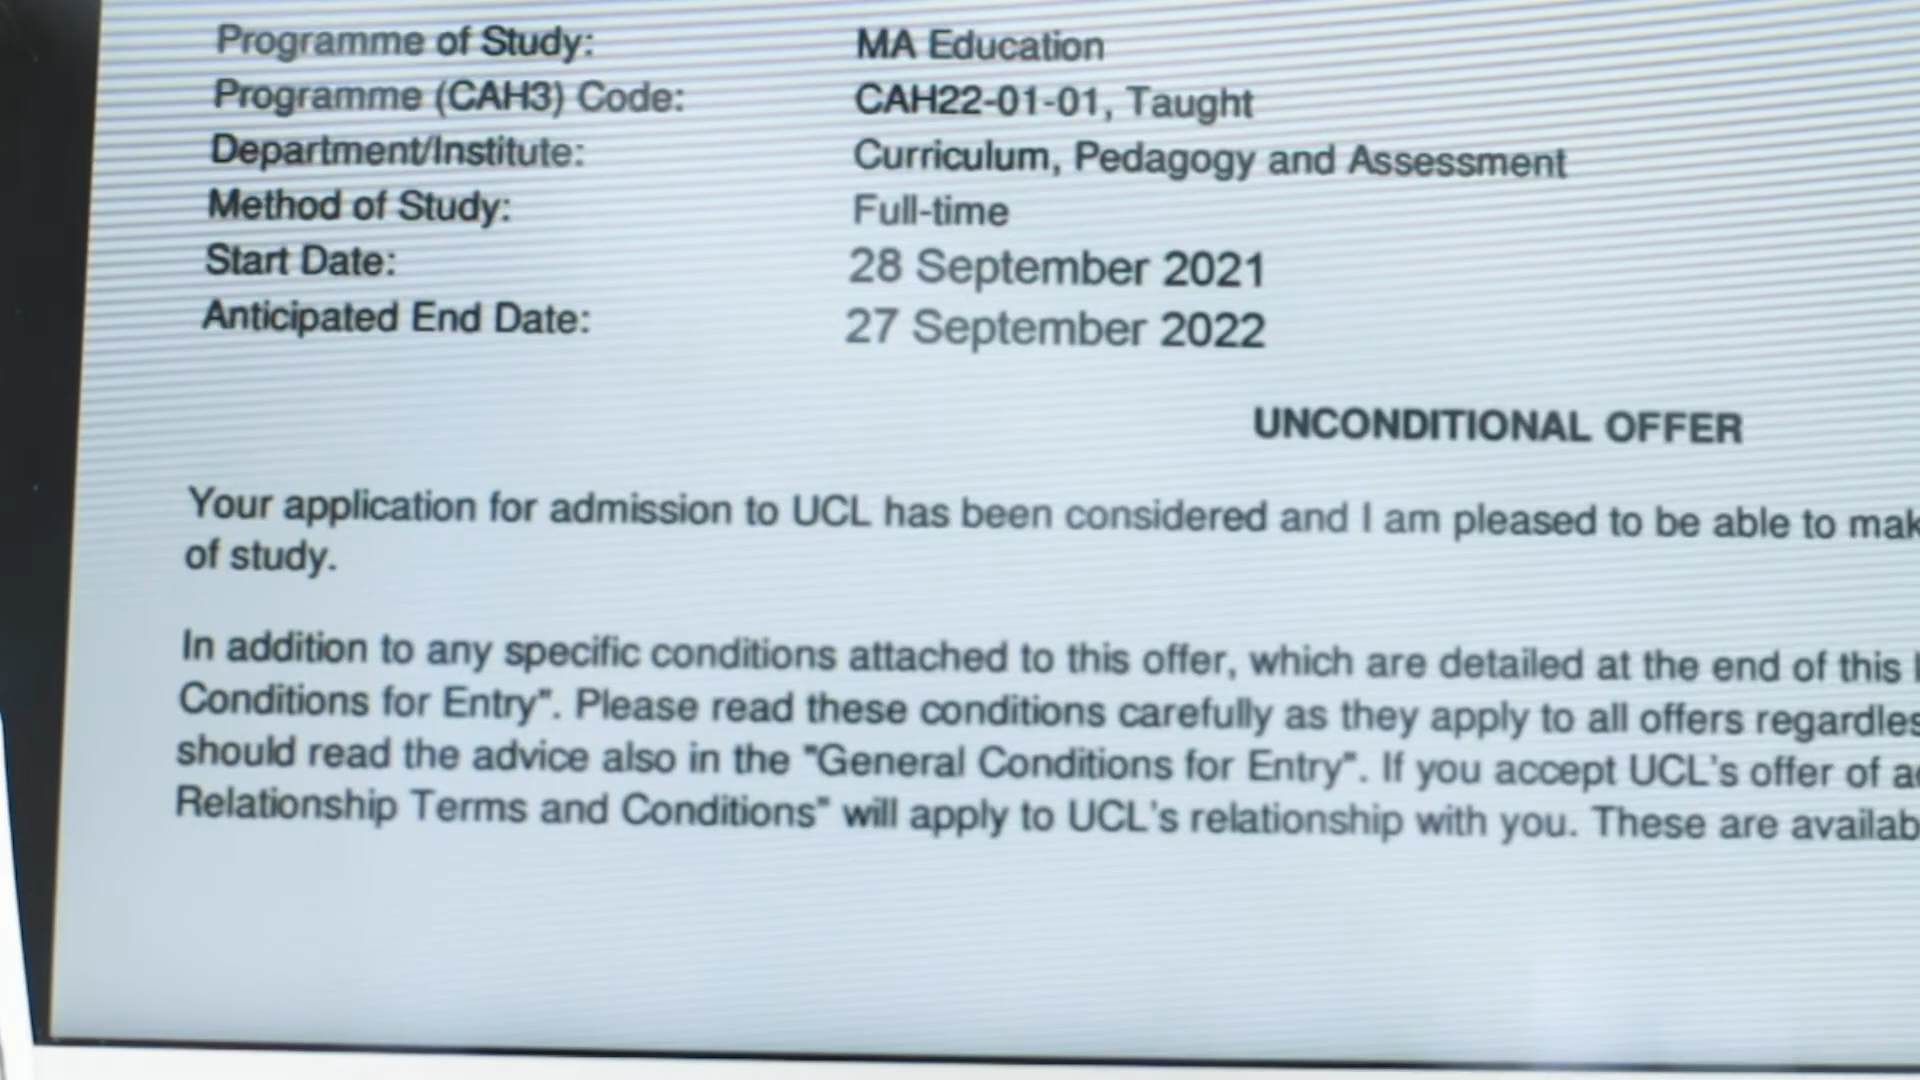 Programme of Study: MA Education
Programme (CAH3) Code: CAH22-01-01, Taught
Department/Institute: Curriculum, Pedagogy and Assessment
Method of Study: Full-time
Start Date: 28 September 2021
Anticipated End Date: 27 September 2022
UNCONDITIONAL OFFER
Your application for admission to UCL has been considered and I am pleased to be able to mak
of study.
In addition to any specific conditions attached to this offer, which are detailed at the end of this
Conditions for Entry". Please read these conditions carefully as they apply to all offers regardles
should read the advice also in the "General Conditions for Entry". If you accept UCL's offer of a
Relationship Terms and Conditions" will apply to UCL's relationship with you. These are availab